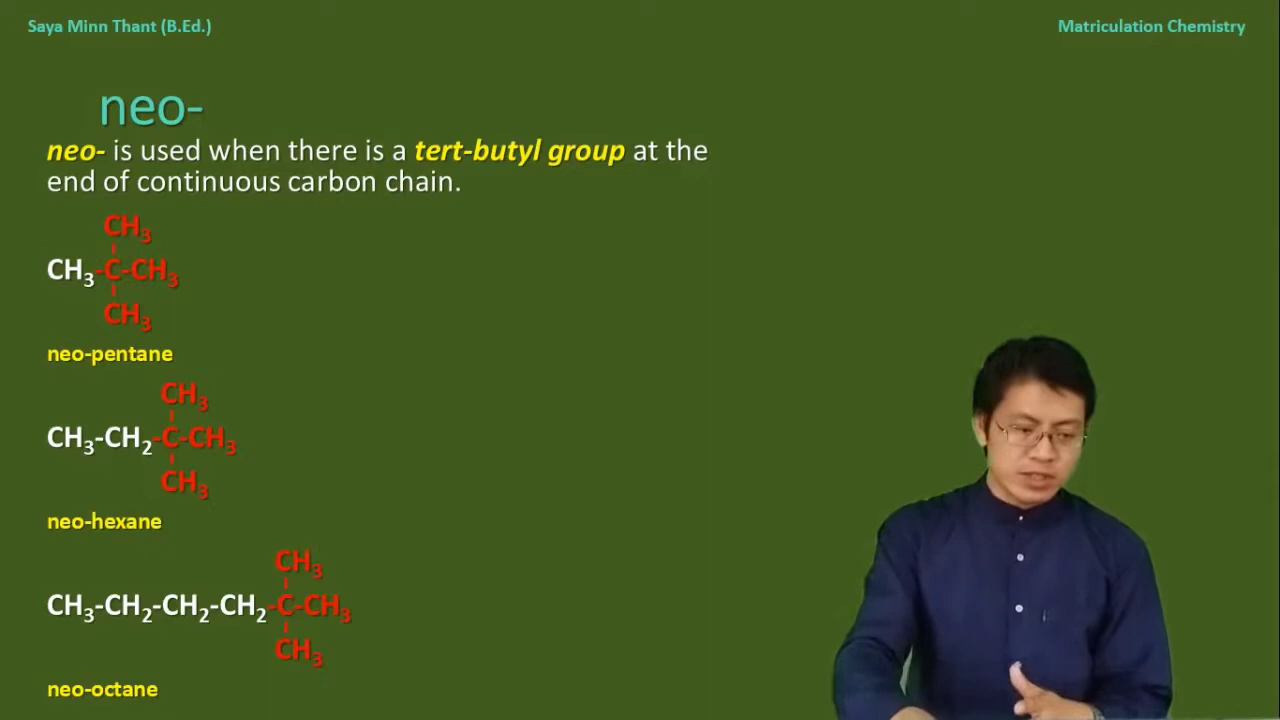 Saya Minn Thant (B.Ed.)
Matriculation Chemistry
neo-
neo- is used when there is a tert-butyl group at the
end of continuous carbon chain.
CH₃
CH₃-C-CH₃
CH₃
neo-pentane
CH₃
CH₃-CH₂-C-CH₃
CH₃
neo-hexane
CH₃
CH₃-CH₂-CH₂-CH₂-C-CH₃
CH₃
neo-octane